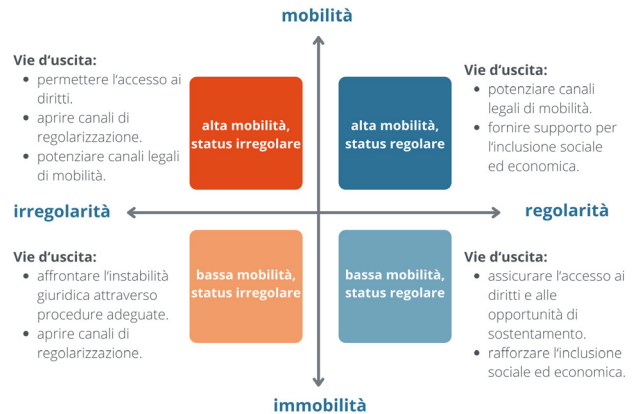 mobilità
Vie d'uscita:
permettere l'accesso ai
diritti.
aprire canali di
regolarizzazione.
potenziare canali legali
di mobilità.
alta mobilità,
status irregolare
alta mobilità,
status regolare
Vie d'uscita:
potenziare canali
legali di mobilità.
fornire supporto per
l'inclusione sociale
ed economica.
irregolarità
regolarità
Vie d'uscita:
affrontare l'instabilità
giuridica attraverso
procedure adeguate.
aprire canali di
regolarizzazione.
bassa mobilità,
status irregolare
bassa mobilità,
status regolare
Vie d'uscita:
assicurare l'accesso ai
diritti e alle
opportunità di
sostentamento.
rafforzare l'inclusione
sociale ed economica.
immobilità